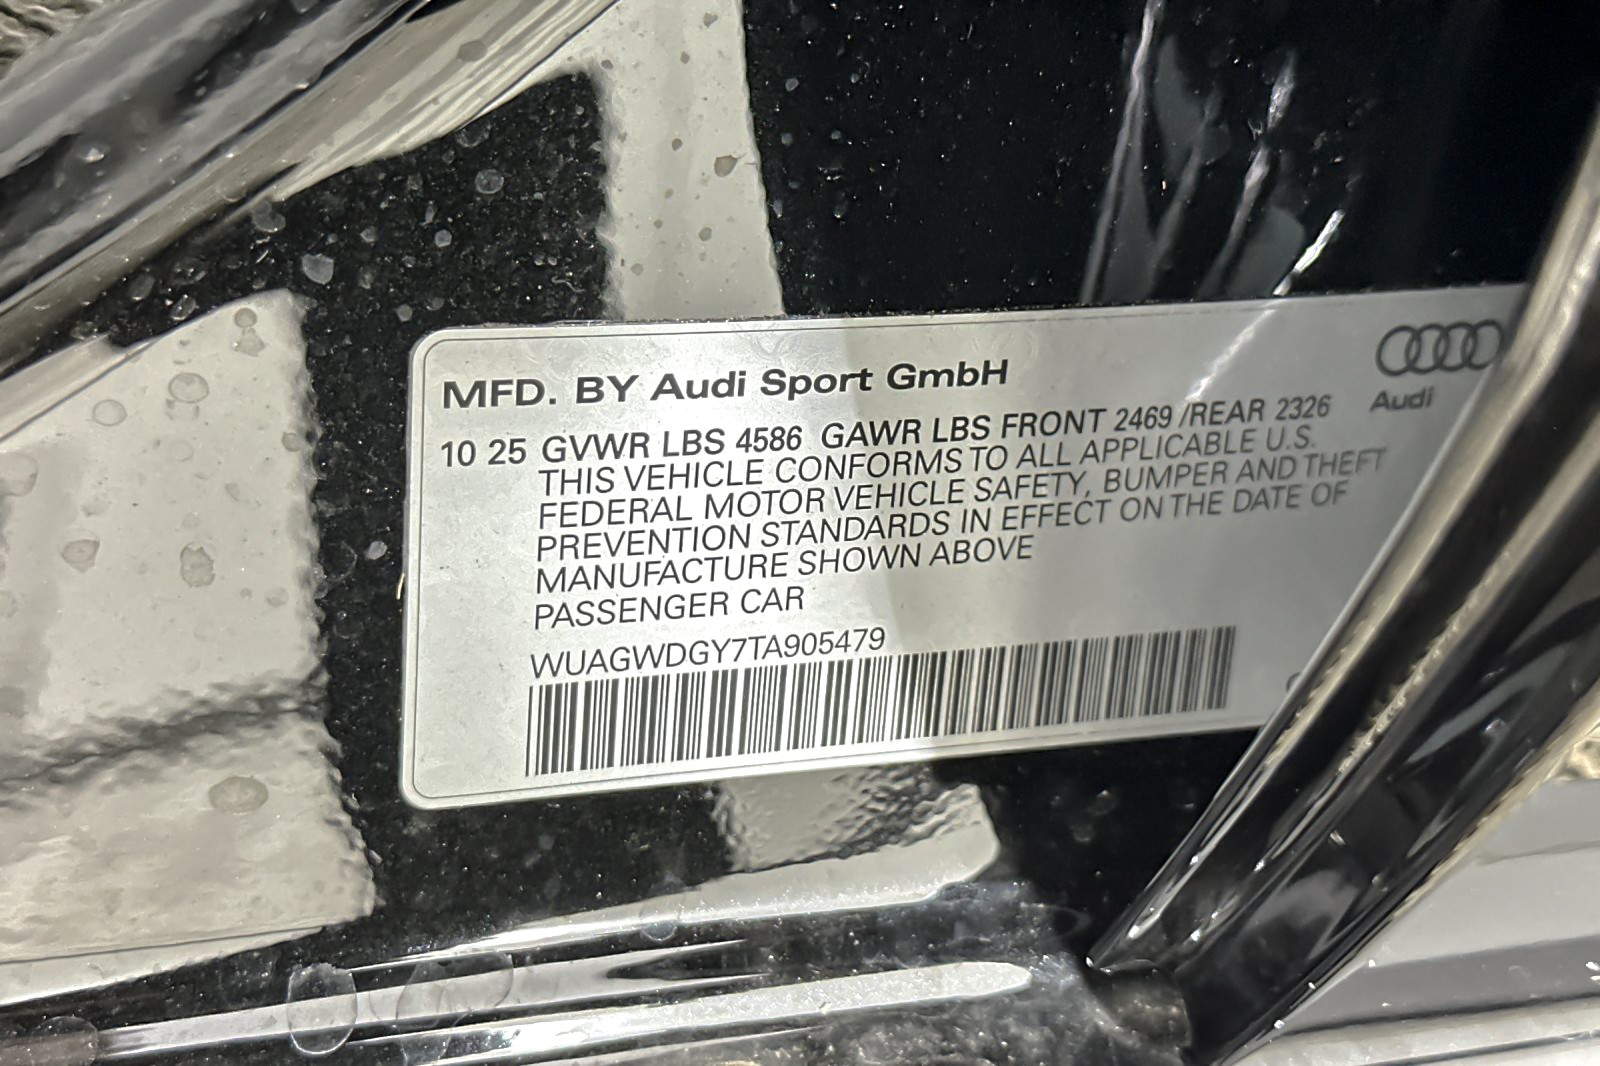 MFD. BY Audi Sport GmbH
Audi
10 25 GVWR LBS 4586 GAWR LBS FRONT 2469 /REAR 2326
THIS VEHICLE CONFORMS TO ALL APPLICABLE U.S.
FEDERAL MOTOR VEHICLE SAFETY, BUMPER AND THEFT
PREVENTION STANDARDS IN EFFECT ON THE DATE OF
MANUFACTURE SHOWN ABOVE
PASSENGER CAR
WUAGWDGY7TA905479